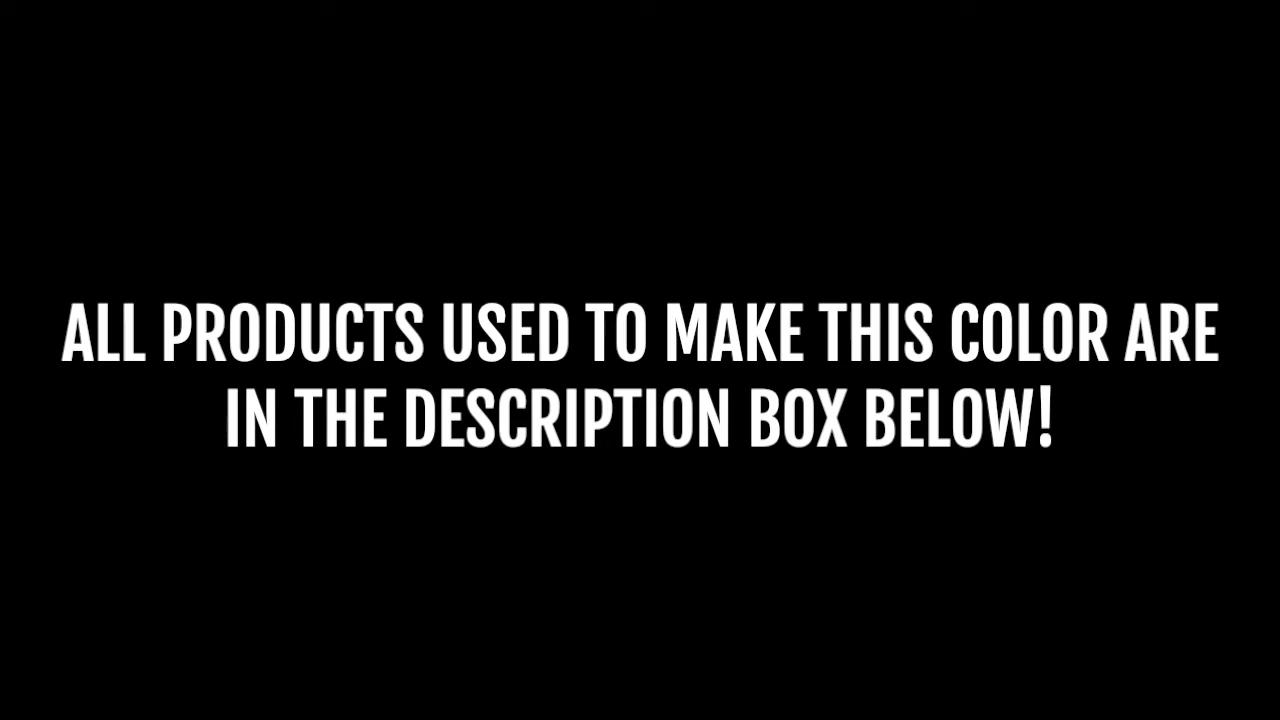 ALL PRODUCTS USED TO MAKE THIS COLOR ARE
IN THE DESCRIPTION BOX BELOW!